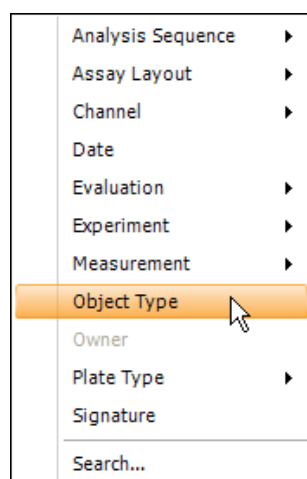 Analysis Sequence
Assay Layout
Channel
Date
Evaluation
Experiment
Measurement
Object Type
Owner
Plate Type
Signature
Search...